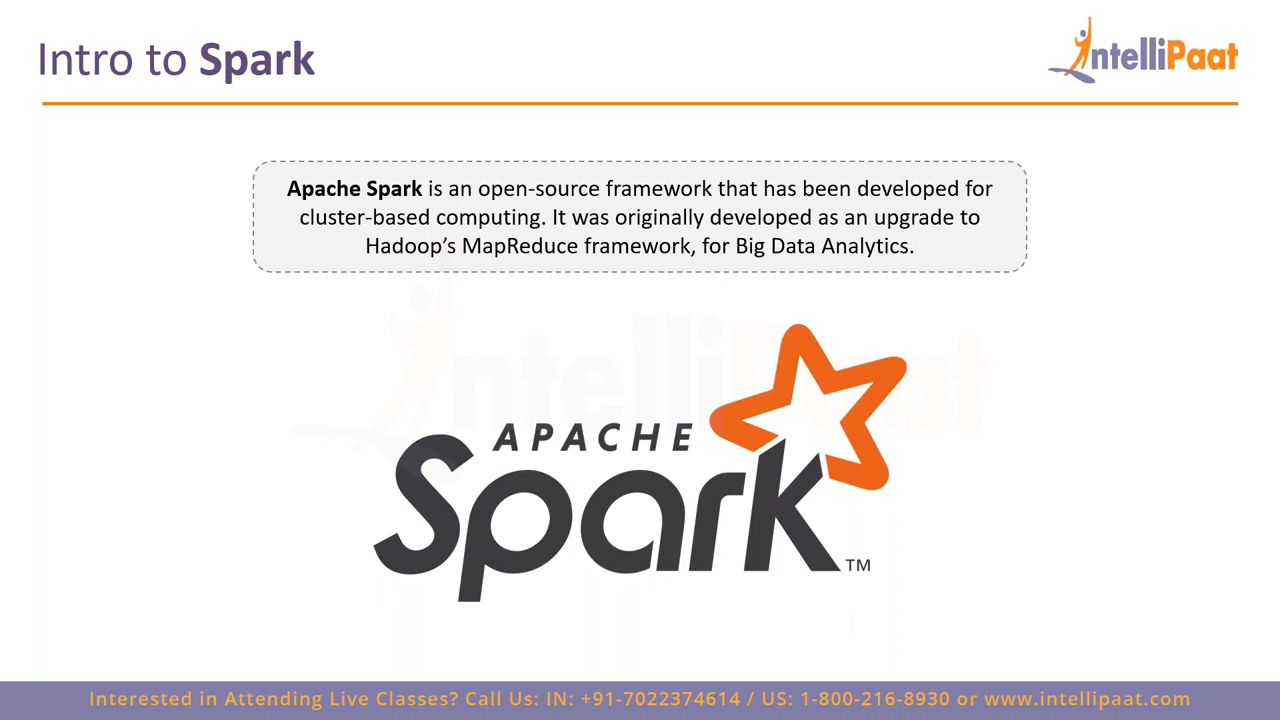 Intro to Spark
IntelliPaat
Apache Spark is an open-source framework that has been developed for
cluster-based computing. It was originally developed as an upgrade to
Hadoop's MapReduce framework, for Big Data Analytics.
IntelliPaat
APACHE
Spark
TM
Interested in Attending Live Classes? Call Us: IN: +91-7022374614 / US: 1-800-216-8930 or www.intellipaat.com